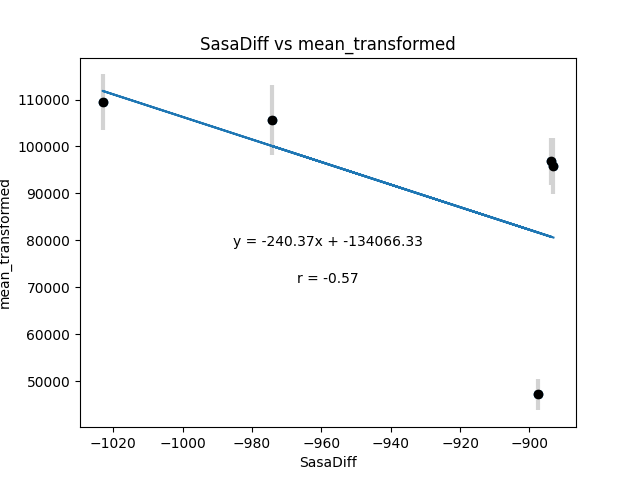 SasaDiff vs mean_transformed
110000
100000
90000
80000
70000
60000
50000
mean_transformed
y = -240.37x + -134066.33
r = -0.57
−1020
−1000
−980
−960
−940
−920
−900
SasaDiff